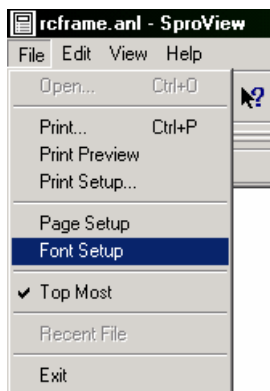 rcframe.anl - SproView
File Edit View Help
Open... Ctrl+O
Print... Ctrl+P
Print Preview
Print Setup...
Page Setup
Font Setup
✔ Top Most
Recent File
Exit